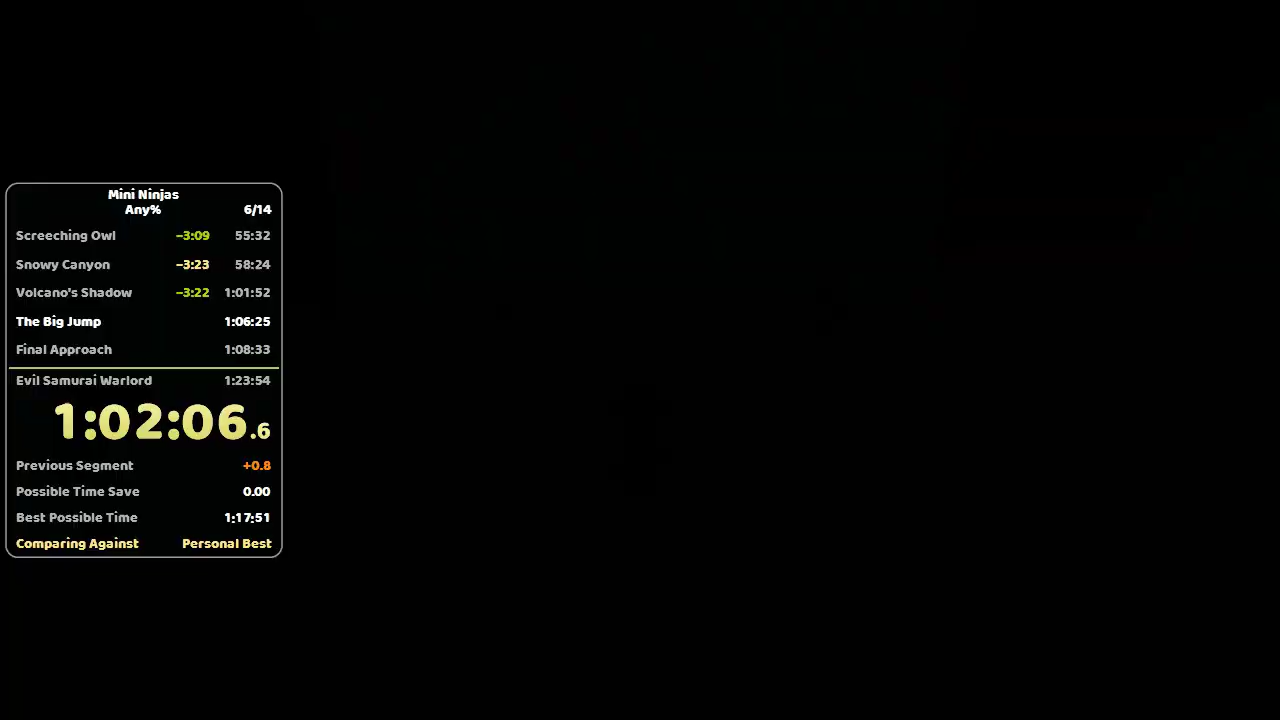 Mini Ninjas
Any% 6/14
Screeching Owl −3:09 55:32
Snowy Canyon −3:23 58:24
Volcano's Shadow −3:22 1:01:52
The Big Jump 1:06:25
Final Approach 1:08:33
Evil Samurai Warlord 1:23:54
1:02:06.6
Previous Segment +0.8
Possible Time Save 0.00
Best Possible Time 1:17:51
Comparing Against Personal Best